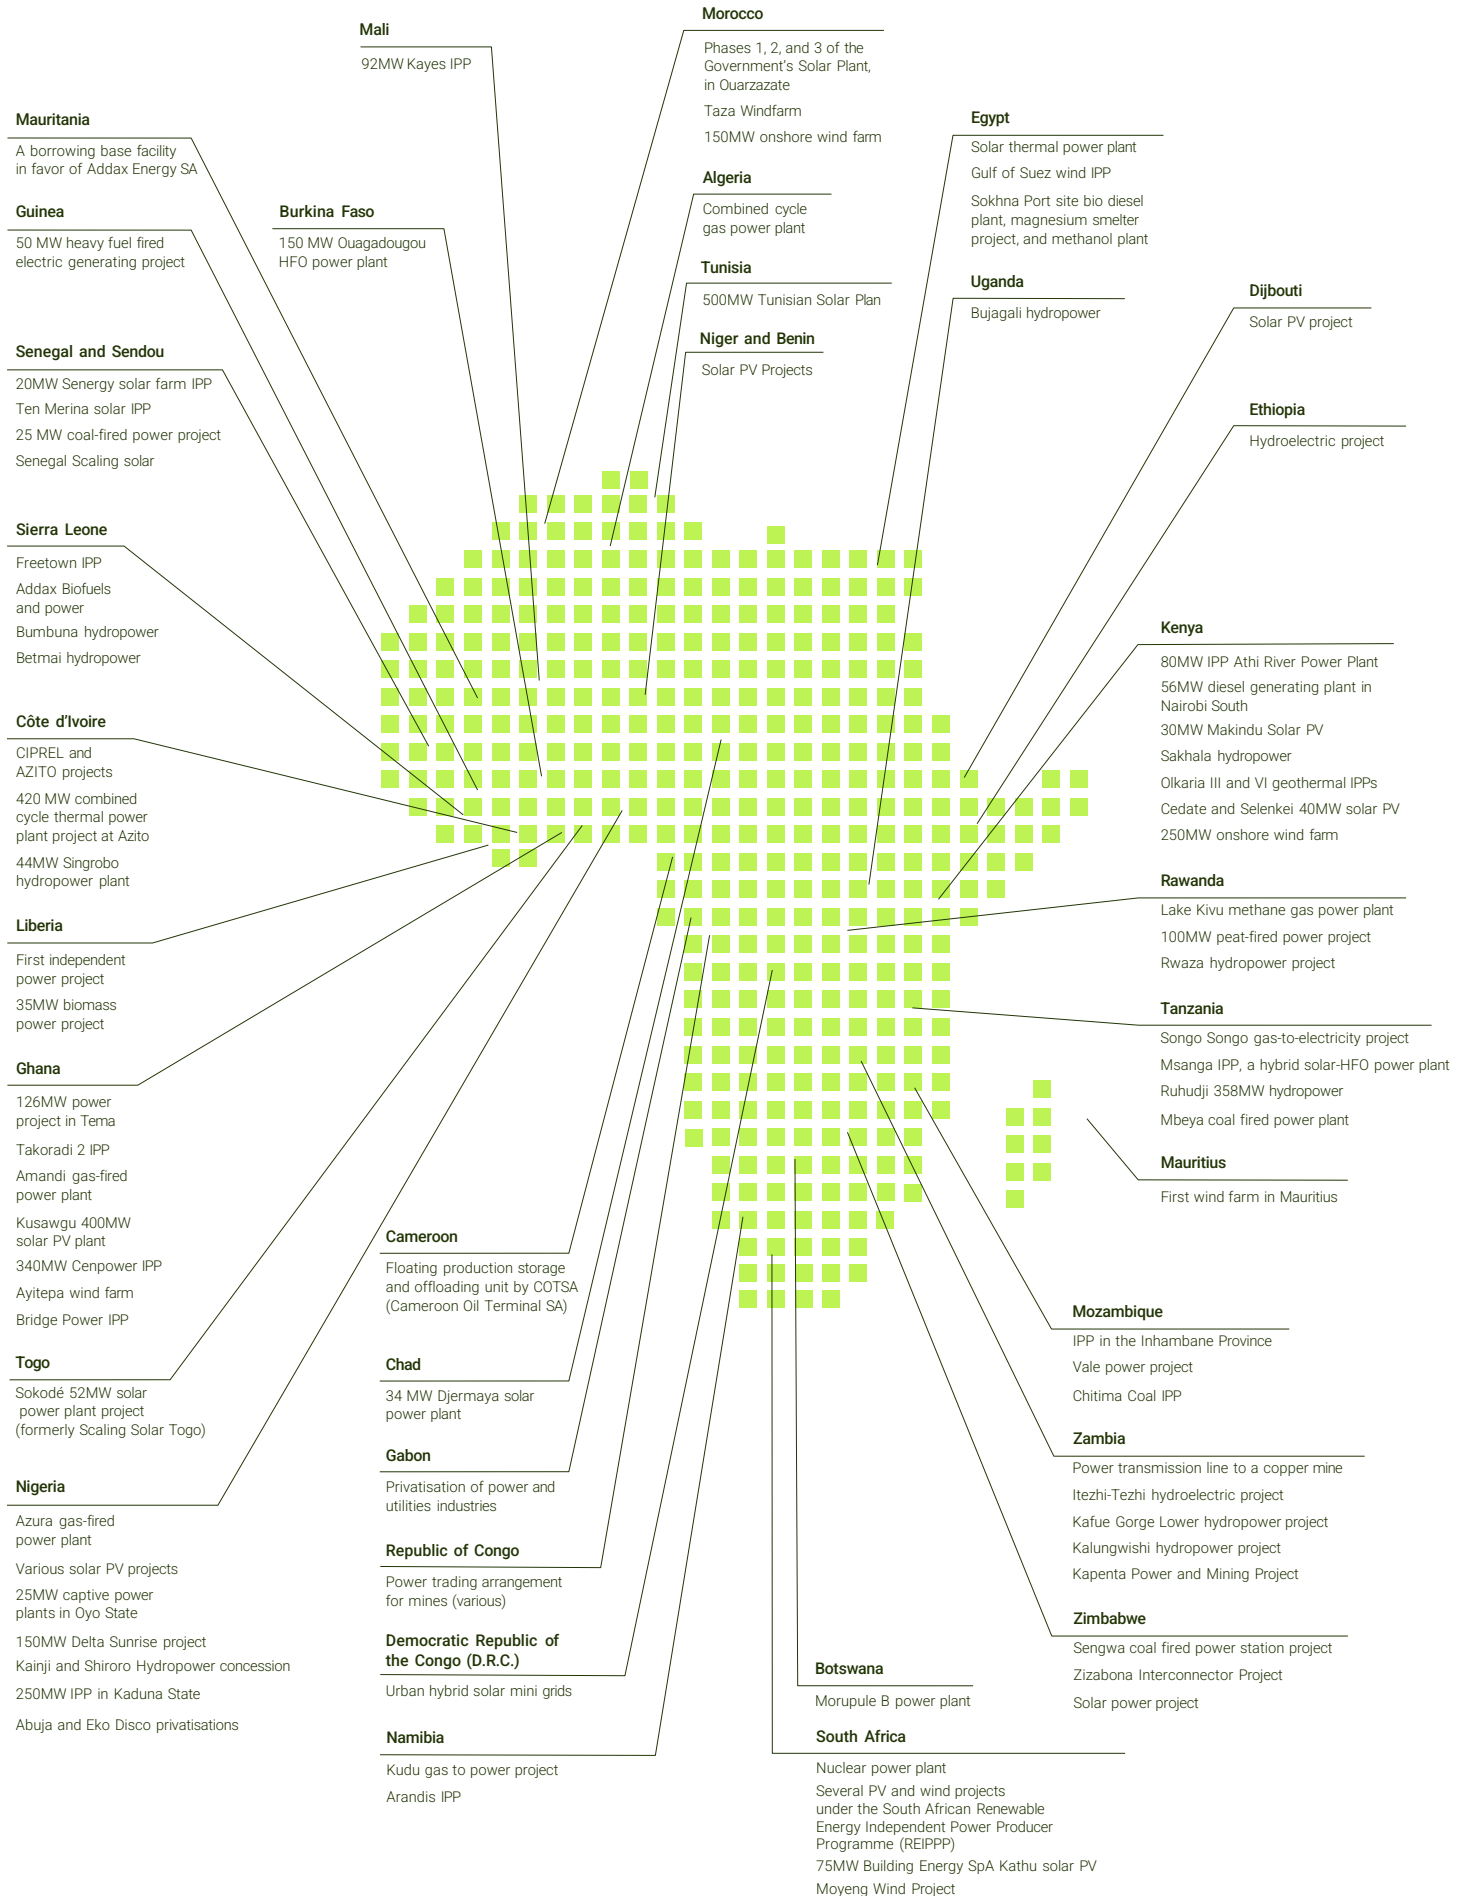 Mali
92MW Kayes IPP
Morocco
Phases 1, 2, and 3 of the
Government's Solar Plant,
in Ouarzazate
Taza Windfarm
150MW onshore wind farm
Mauritania
A borrowing base facility
in favor of Addax Energy SA
Guinea
50 MW heavy fuel fired
electric generating project
Burkina Faso
150 MW Ouagadougou
HFO power plant
Algeria
Combined cycle
gas power plant
Tunisia
500MW Tunisian Solar Plan
Niger and Benin
Solar PV Projects
Egypt
Solar thermal power plant
Gulf of Suez wind IPP
Sokhna Port site bio diesel
plant, magnesium smelter
project, and methanol plant
Uganda
Bujagali hydropower
Dijbouti
Solar PV project
Ethiopia
Hydroelectric project
Senegal and Sendou
20MW Senergy solar farm IPP
Ten Merina solar IPP
25 MW coal-fired power project
Senegal Scaling solar
Sierra Leone
Freetown IPP
Addax Biofuels
and power
Bumbuna hydropower
Betmai hydropower
Côte d'Ivoire
CIPREL and
AZITO projects
420 MW combined
cycle thermal power
plant project at Azito
44MW Singrobo
hydropower plant
Liberia
First independent
power project
35MW biomass
power project
Ghana
126MW power
project in Tema
Takoradi 2 IPP
Amandi gas-fired
power plant
Kusawgu 400MW
solar PV plant
340MW Cenpower IPP
Ayitepa wind farm
Bridge Power IPP
Togo
Sokodé 52MW solar
power plant project
(formerly Scaling Solar Togo)
Nigeria
Azura gas-fired
power plant
Various solar PV projects
25MW captive power
plants in Oyo State
150MW Delta Sunrise project
Kainji and Shiroro Hydropower concession
250MW IPP in Kaduna State
Abuja and Eko Disco privatisations
Cameroon
Floating production storage
and offloading unit by COTSA
(Cameroon Oil Terminal SA)
Chad
34 MW Djermaya solar
power plant
Gabon
Privatisation of power and
utilities industries
Republic of Congo
Power trading arrangement
for mines (various)
Democratic Republic of
the Congo (D.R.C.)
Urban hybrid solar mini grids
Namibia
Kudu gas to power project
Arandis IPP
Kenya
80MW IPP Athi River Power Plant
56MW diesel generating plant in
Nairobi South
30MW Makindu Solar PV
Sakhala hydropower
Olkaria III and VI geothermal IPPs
Cedate and Selenkei 40MW solar PV
250MW onshore wind farm
Rawanda
Lake Kivu methane gas power plant
100MW peat-fired power project
Rwaza hydropower project
Tanzania
Songo Songo gas-to-electricity project
Msanga IPP, a hybrid solar-HFO power plant
Ruhudji 358MW hydropower
Mbeya coal fired power plant
Mauritius
First wind farm in Mauritius
Mozambique
IPP in the Inhambane Province
Vale power project
Chitima Coal IPP
Zambia
Power transmission line to a copper mine
Itezhi-Tezhi hydroelectric project
Kafue Gorge Lower hydropower project
Kalungwishi hydropower project
Kapenta Power and Mining Project
Zimbabwe
Sengwa coal fired power station project
Zizabona Interconnector Project
Solar power project
Botswana
Morupule B power plant
South Africa
Nuclear power plant
Several PV and wind projects
under the South African Renewable
Energy Independent Power Producer
Programme (REIPPP)
75MW Building Energy SpA Kathu solar PV
Moyeng Wind Project